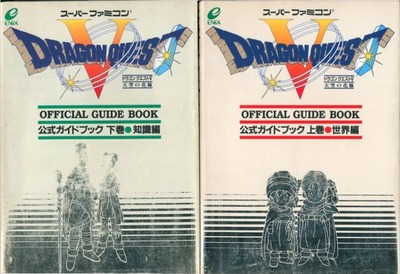 スーパーファミコン
ENIX
DRAGON QUEST
V
ドラゴンクエストV
天空の花嫁
OFFICIAL GUIDE BOOK
公式ガイドブック 下巻●知識編
スーパーファミコン
ENIX
DRAGON QUEST
V
ドラゴンクエストV
天空の花嫁
OFFICIAL GUIDE BOOK
公式ガイドブック 上巻●世界編